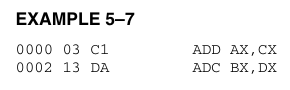 EXAMPLE 5–7
0000 03 C1 ADD AX,CX
0002 13 DA ADC BX,DX